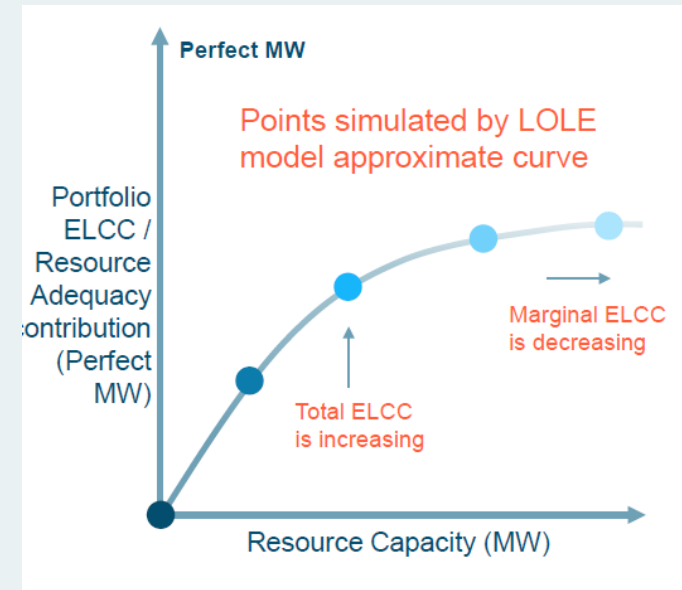 Perfect MW
Points simulated by LOLE
model approximate curve
Portfolio
ELCC /
Resource
Adequacy
ontribution
(Perfect
MW)
Marginal ELCC
is decreasing
Total ELCC
is increasing
Resource Capacity (MW)